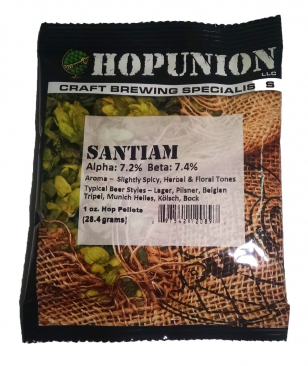 HOPUNION
LLC
CRAFT BREWING SPECIALIS S
SANTIAM
Alpha: 7.2% Beta: 7.4%
Aroma - Slightly Spicy, Herbal & Floral Tones
Typical Beer Styles – Lager, Pilsner, Belgian
Tripel, Munich Helles, Kölsch, Bock
1 oz. Hop Pellets
(28.4 grams)